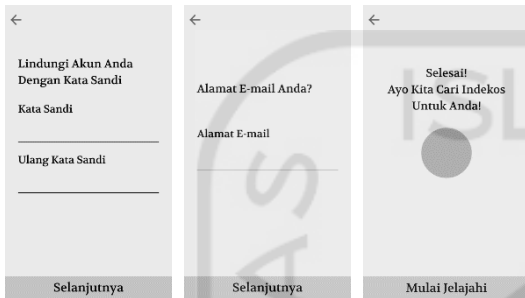 Lindungi Akun Anda
Dengan Kata Sandi
Kata Sandi
Ulang Kata Sandi
Selanjutnya
Alamat E-mail Anda?
Alamat E-mail
Selanjutnya
Selesai!
Ayo Kita Cari Indekos
Untuk Anda!
Mulai Jelajahi